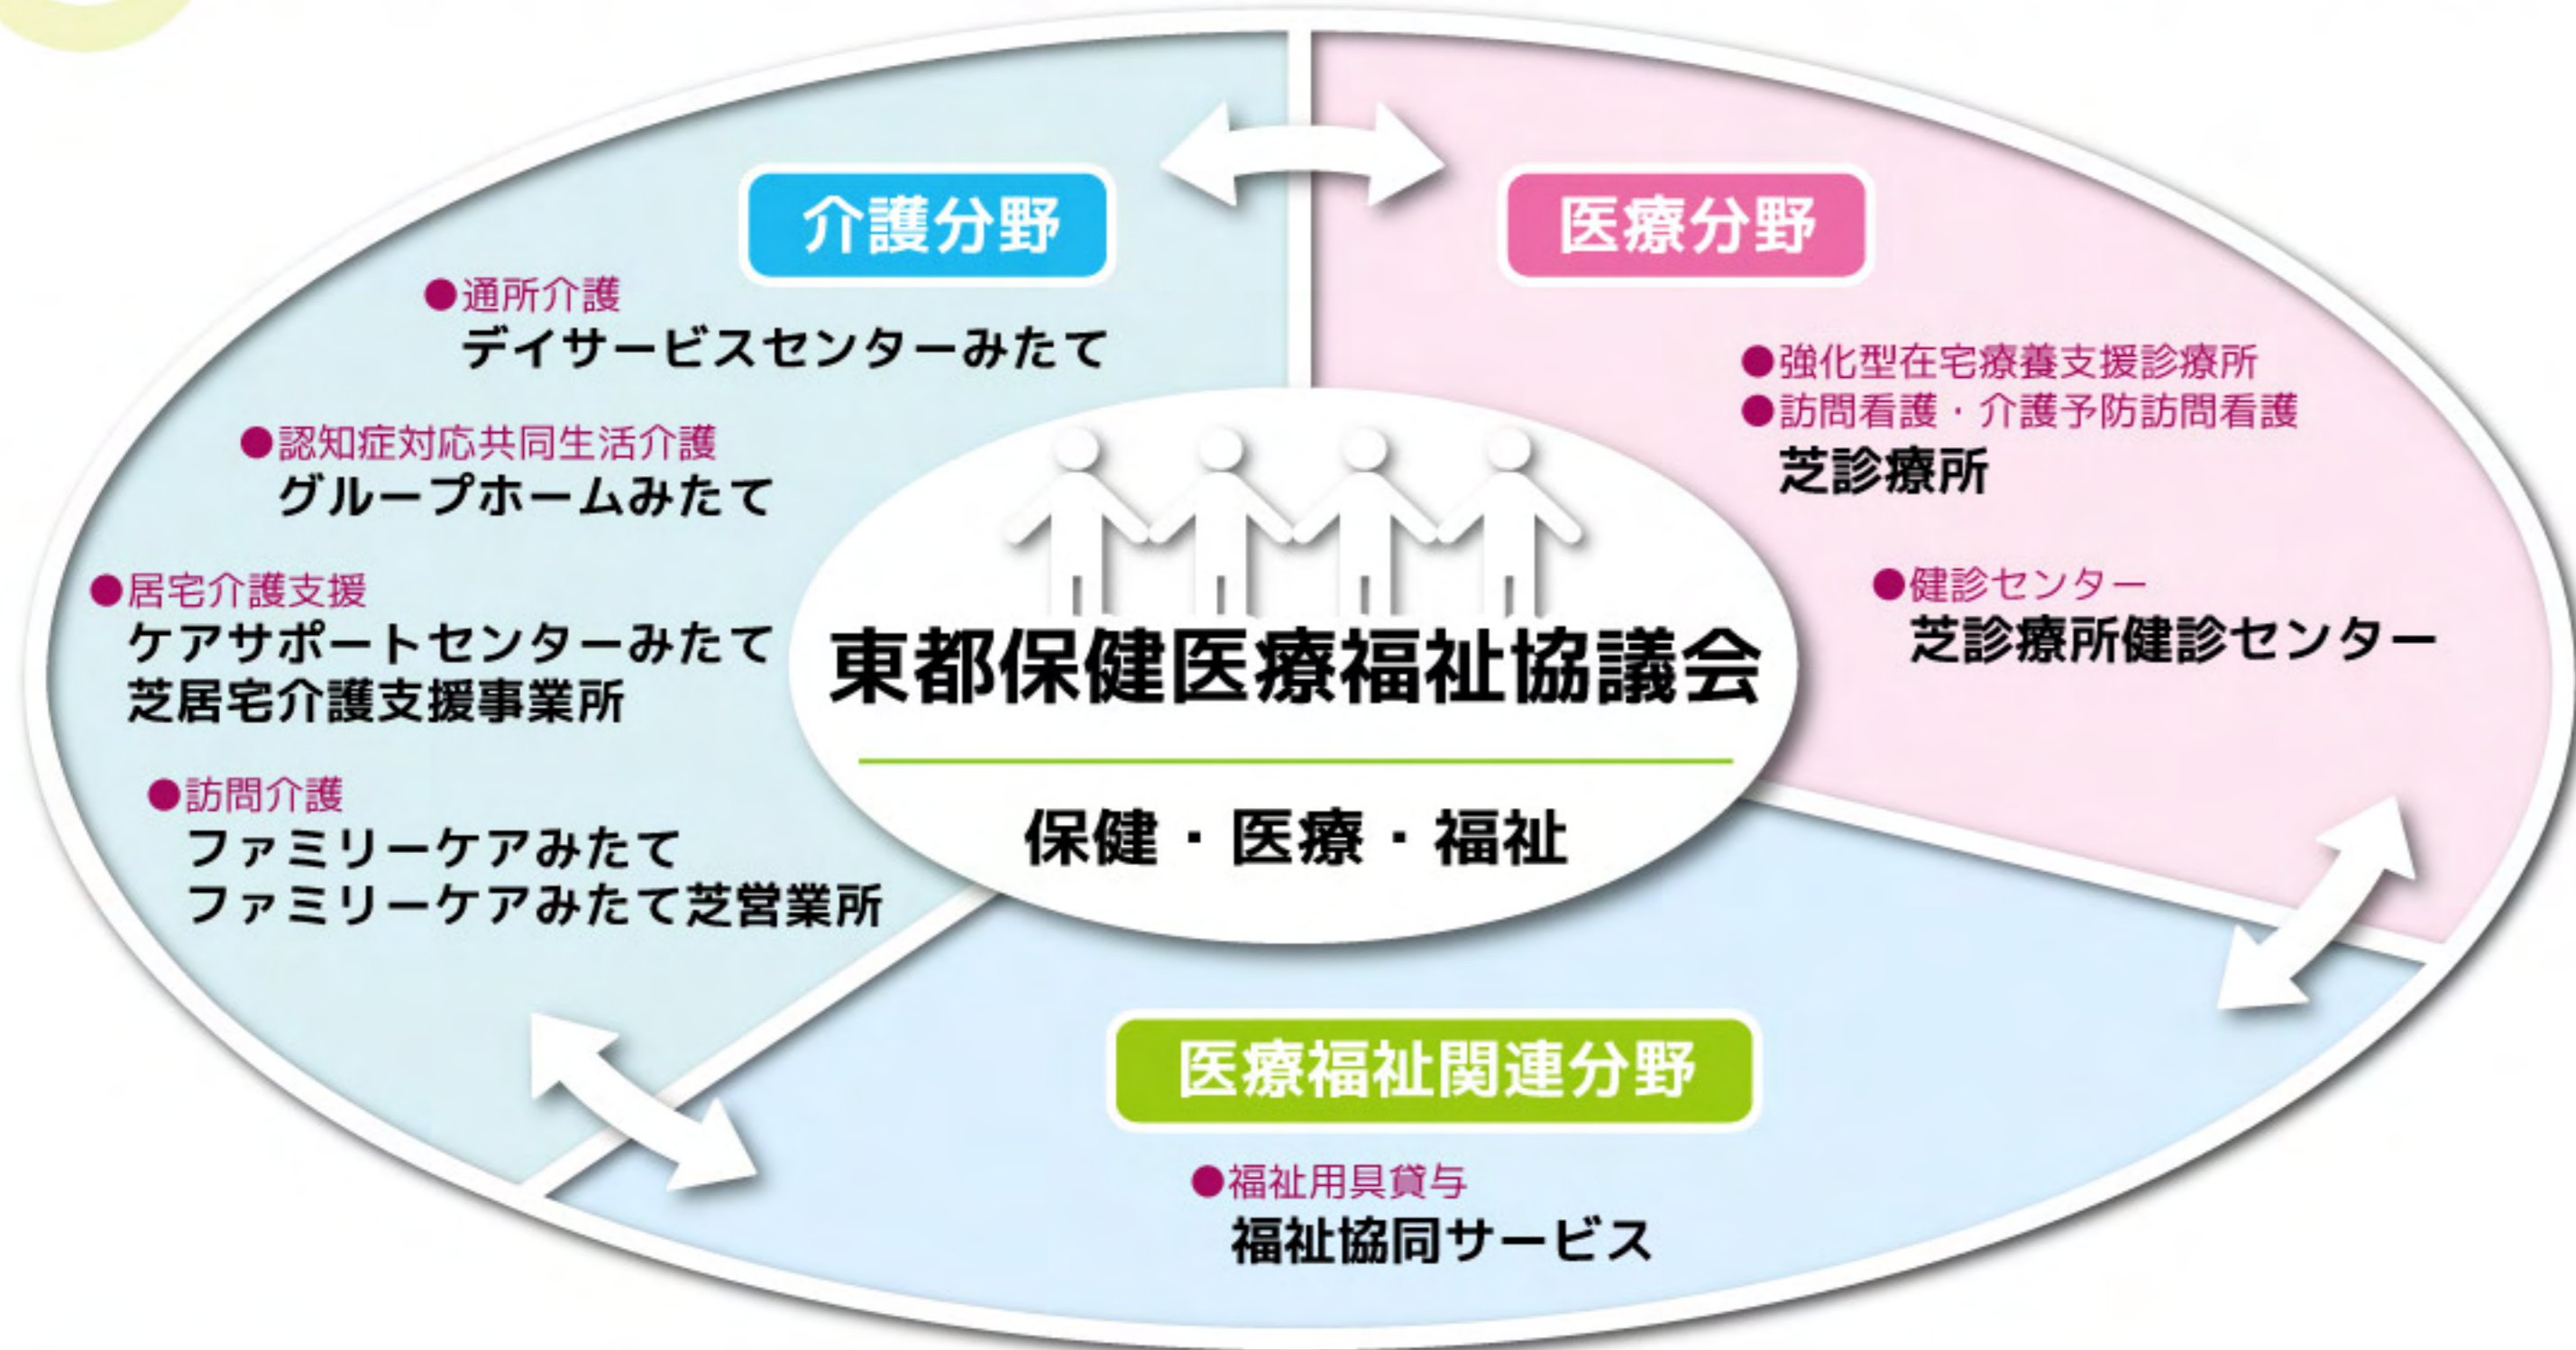 介護分野
●通所介護
デイサービスセンターみたて
●認知症対応共同生活介護
グループホームみたて
●居宅介護支援
ケアサポートセンターみたて
芝居宅介護支援事業所
●訪問介護
ファミリーケアみたて
ファミリーケアみたて芝営業所
医療分野
●強化型在宅療養支援診療所
●訪問看護・介護予防訪問看護
芝診療所
●健診センター
芝診療所健診センター
東都保健医療福祉協議会
保健・医療・福祉
医療福祉関連分野
●福祉用具貸与
福祉協同サービス